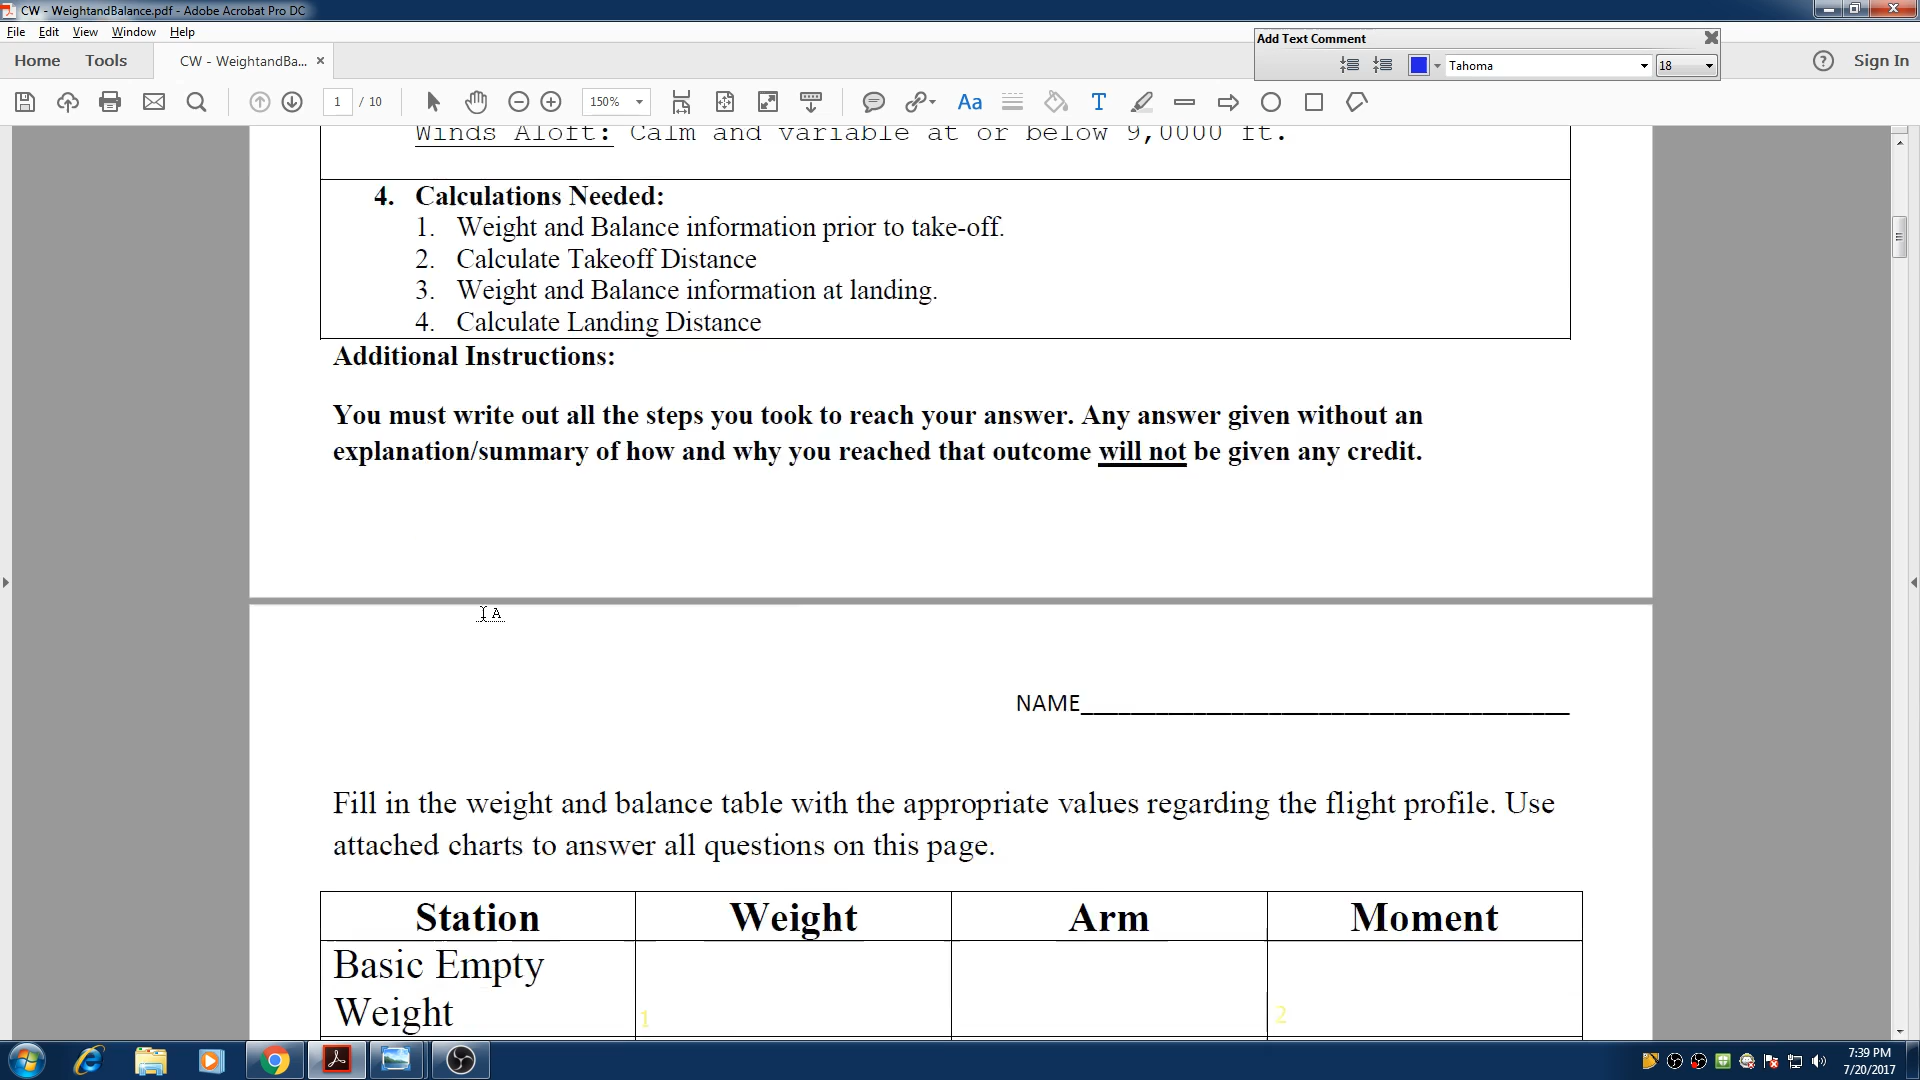 CW - WeightandBalance.pdf - Adobe Acrobat Pro DC
File Edit View Window Help
Add Text Comment
Home Tools CW - WeightandBa... ×
Tahoma 18
? Sign In
1 / 10 150% Aa T
Winds Aloft: Calm and variable at or below 9,0000 ft.
4. Calculations Needed:
1. Weight and Balance information prior to take-off.
2. Calculate Takeoff Distance
3. Weight and Balance information at landing.
4. Calculate Landing Distance
Additional Instructions:
You must write out all the steps you took to reach your answer. Any answer given without an
explanation/summary of how and why you reached that outcome will not be given any credit.
A
NAME
Fill in the weight and balance table with the appropriate values regarding the flight profile. Use
attached charts to answer all questions on this page.
Station Weight Arm Moment
Basic Empty
Weight
1 2
7:39 PM
7/20/2017